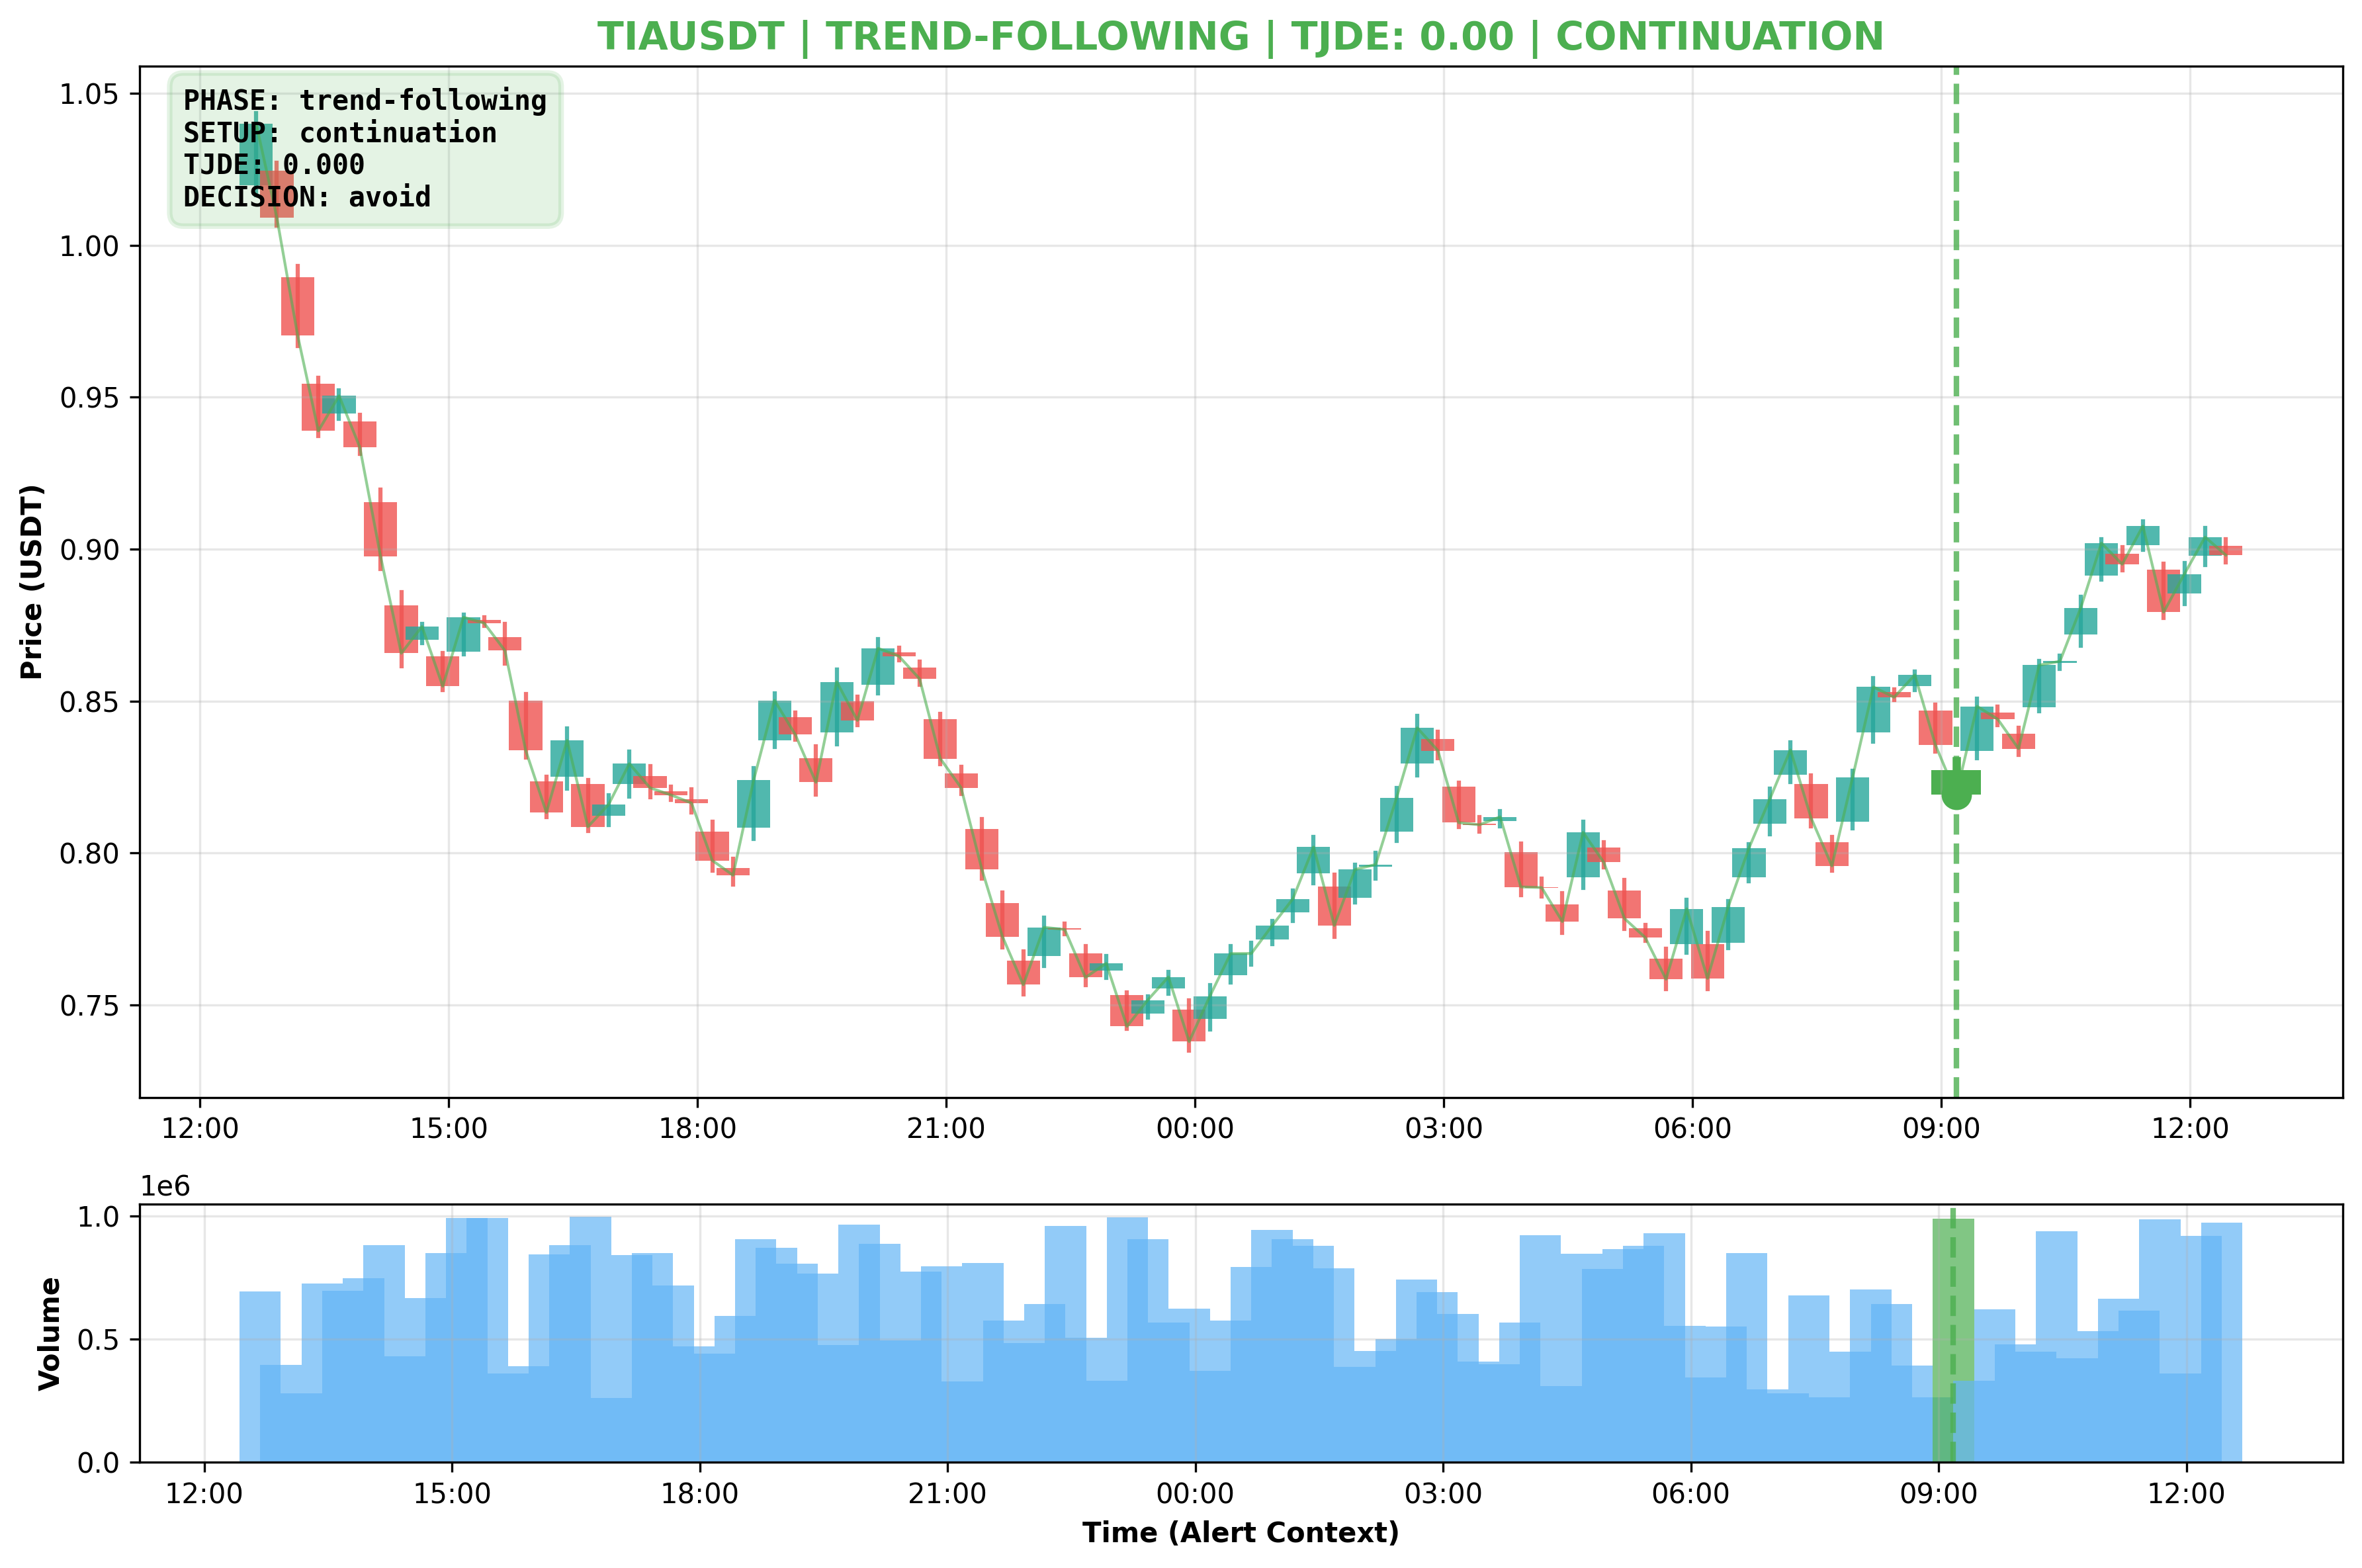 TIAUSDT | TREND-FOLLOWING | TJDE: 0.00 | CONTINUATION
PHASE: trend-following
SETUP: continuation
TJDE: 0.000
DECISION: avoid
Price (USDT)
1.05
1.00
0.95
0.90
0.85
0.80
0.75
12:00 15:00 18:00 21:00 00:00 03:00 06:00 09:00 12:00
1e6
Volume
1.0
0.5
0.0
12:00 15:00 18:00 21:00 00:00 03:00 06:00 09:00 12:00
Time (Alert Context)